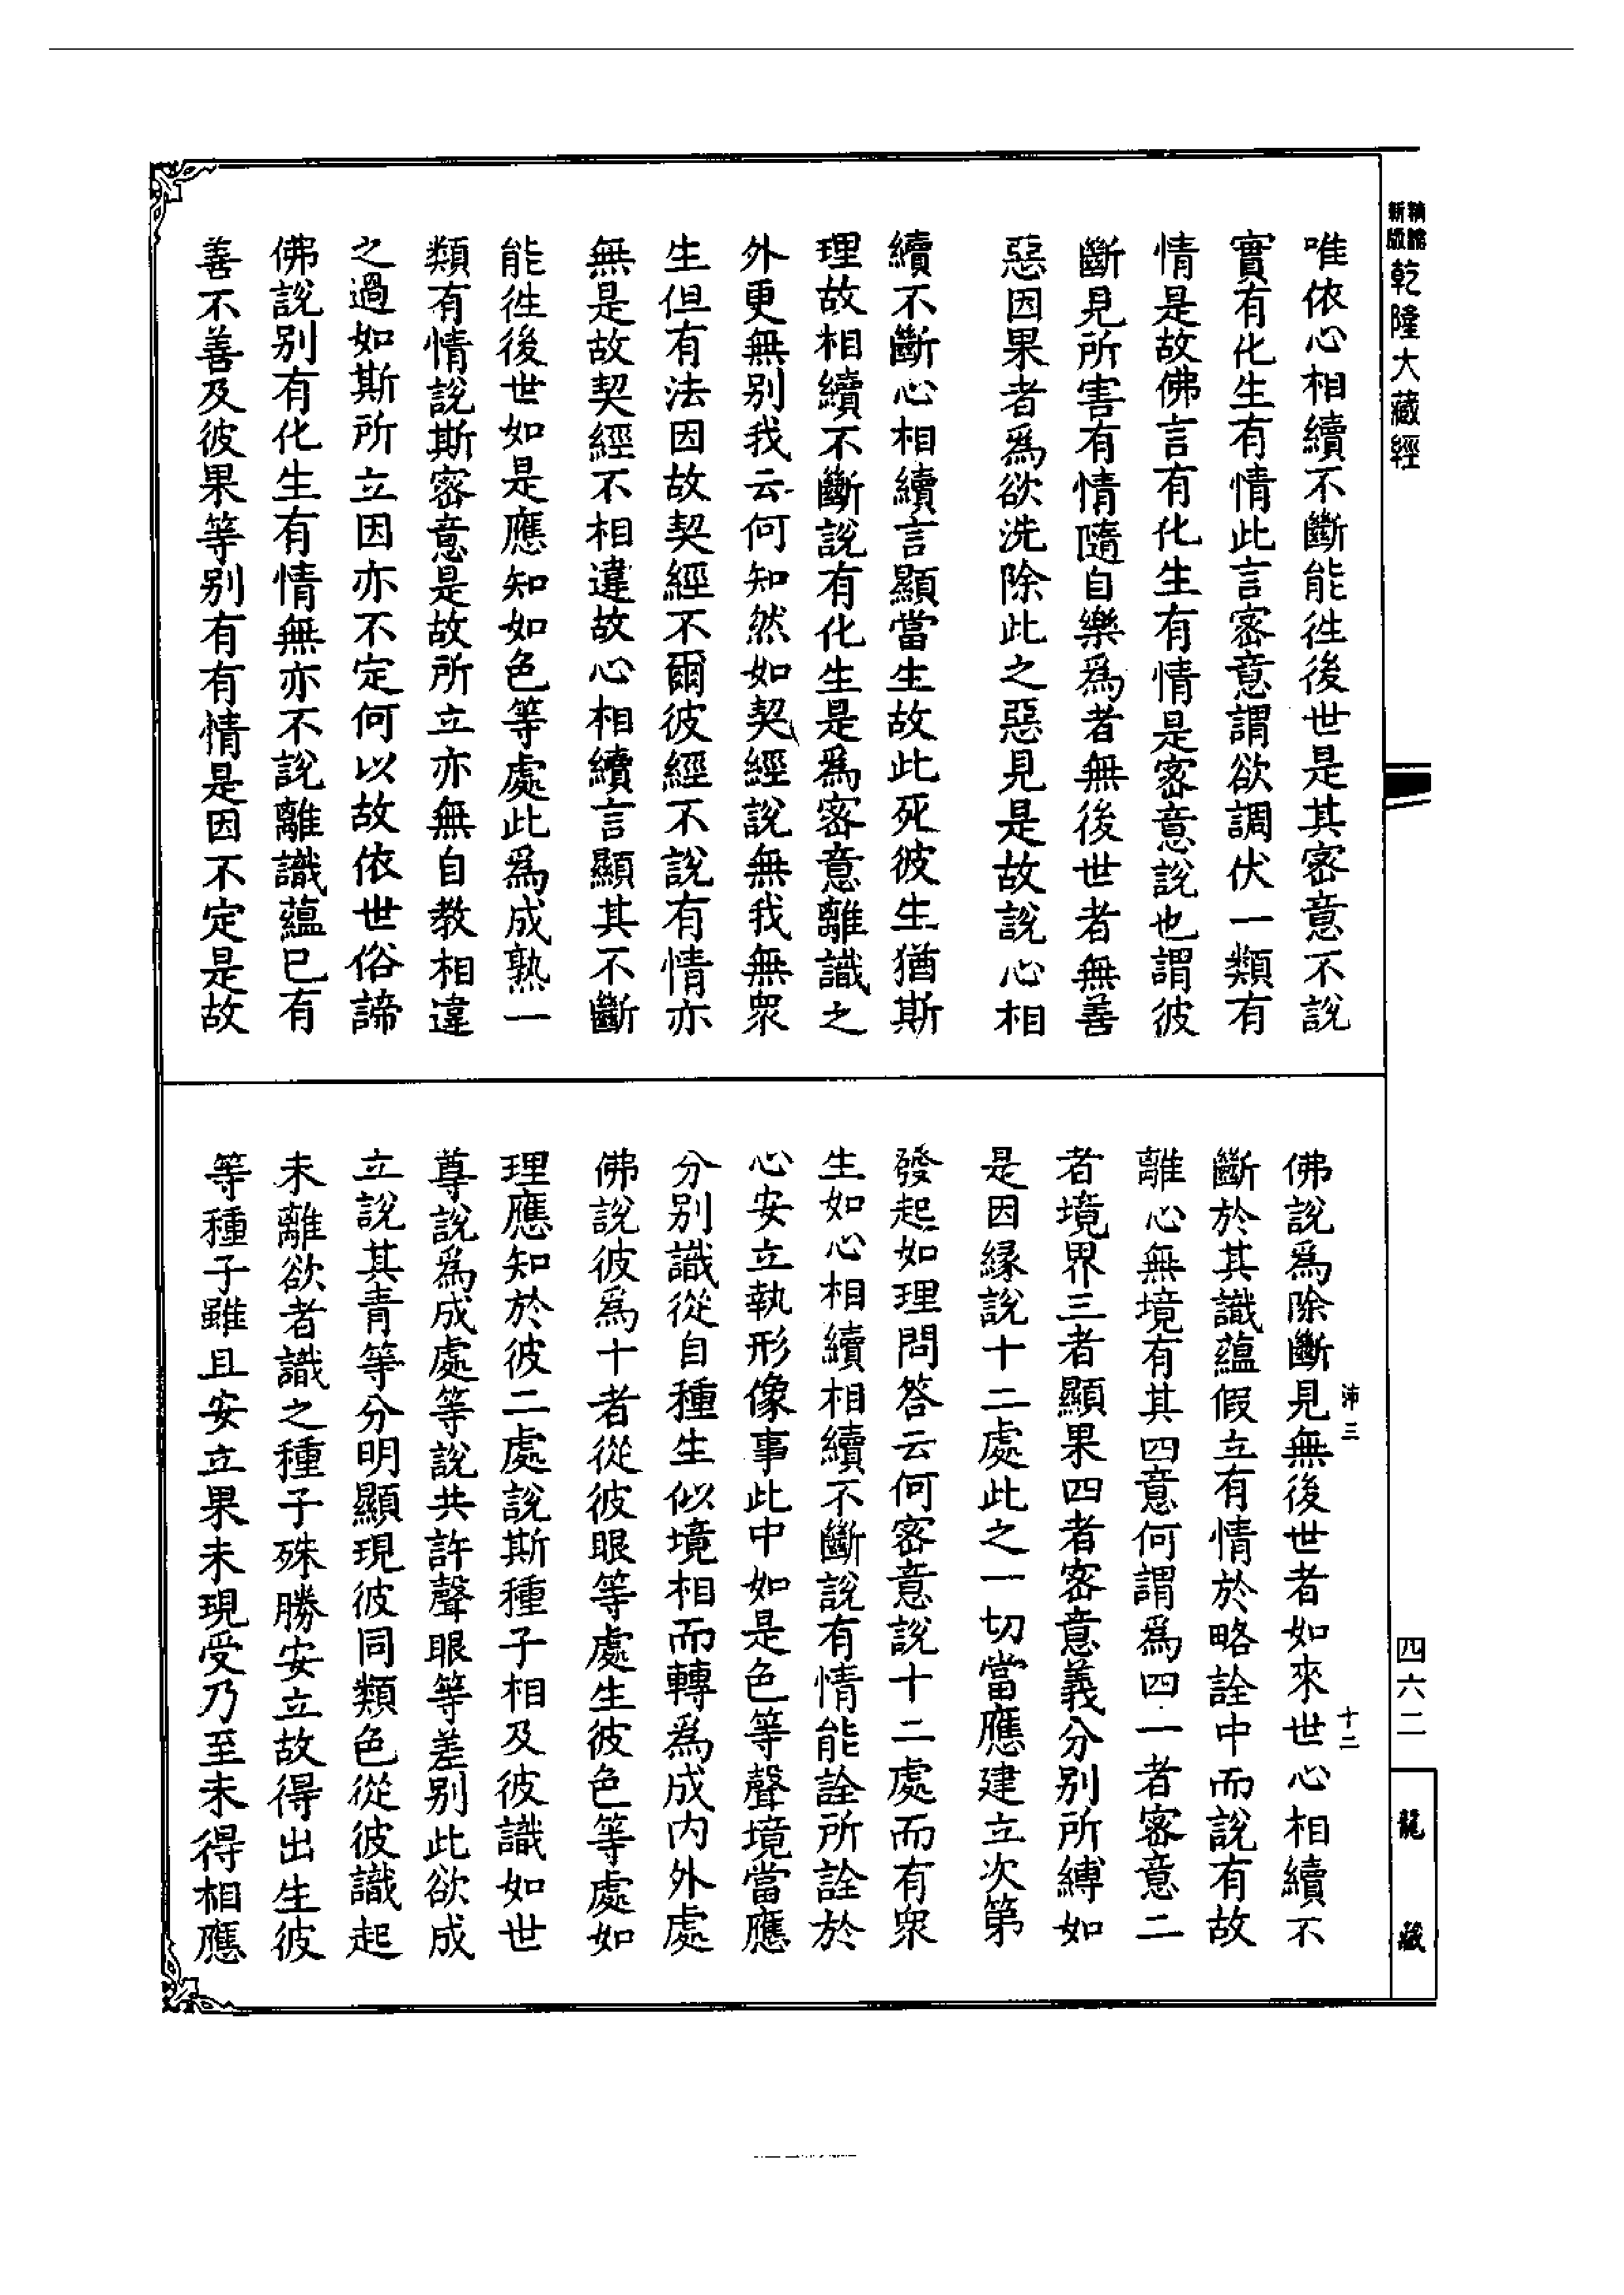 新編縮版乾隆大藏經
唯依心相續不斷能徃後世是其密意不說
實有化生有情此言密意謂欲調伏一類有
情是故佛言有化生有情是密意說也謂彼
斷見所害有情隨自樂爲者無後世者無善
惡因果者爲欲洗除此之惡見是故說心相
續不斷心相續言顯當生故此死彼生猶斯
理故相續不斷說有化生是爲密意離識之
外更無別我云何知然如契經說無我無衆
生但有法因故契經不爾彼經不說有情亦
無是故契經不相違故心相續言顯其不斷
能徃後世如是應知如色等處此爲成熟一
類有情說斯密意是故所立亦無自教相違
之過如斯所立因亦不定何以故依世俗諦
佛說別有化生有情無亦不說離識蘊已有
善不善及彼果等別有有情是因不定是故
佛說爲除斷見無後世者如來世心相續不
斷於其識蘊假立有情於略詮中而說有故
離心無境有其四意何謂爲四一者密意二
者境界三者顯果四者密意義分別所縛如
是因縁說十二處此之一切當應建立次第
發起如理問答云何密意說十二處而有衆
生如心相續相續不斷說有情能詮所詮於
心安立執形像事此中如是色等聲境當應
分別識從自種生似境相而轉爲成內外處
佛說彼爲十者從彼眼等處生彼色等處如
理應知於彼二處說斯種子相及彼識如世
尊說爲成處等說共許聲眼等差別此欲成
立說其青等分明顯現彼同類色從彼識起
未離欲者識之種子殊勝安立故得出生彼
等種子雖且安立果未現受乃至未得相應
沛三
十二
四六二
龍藏